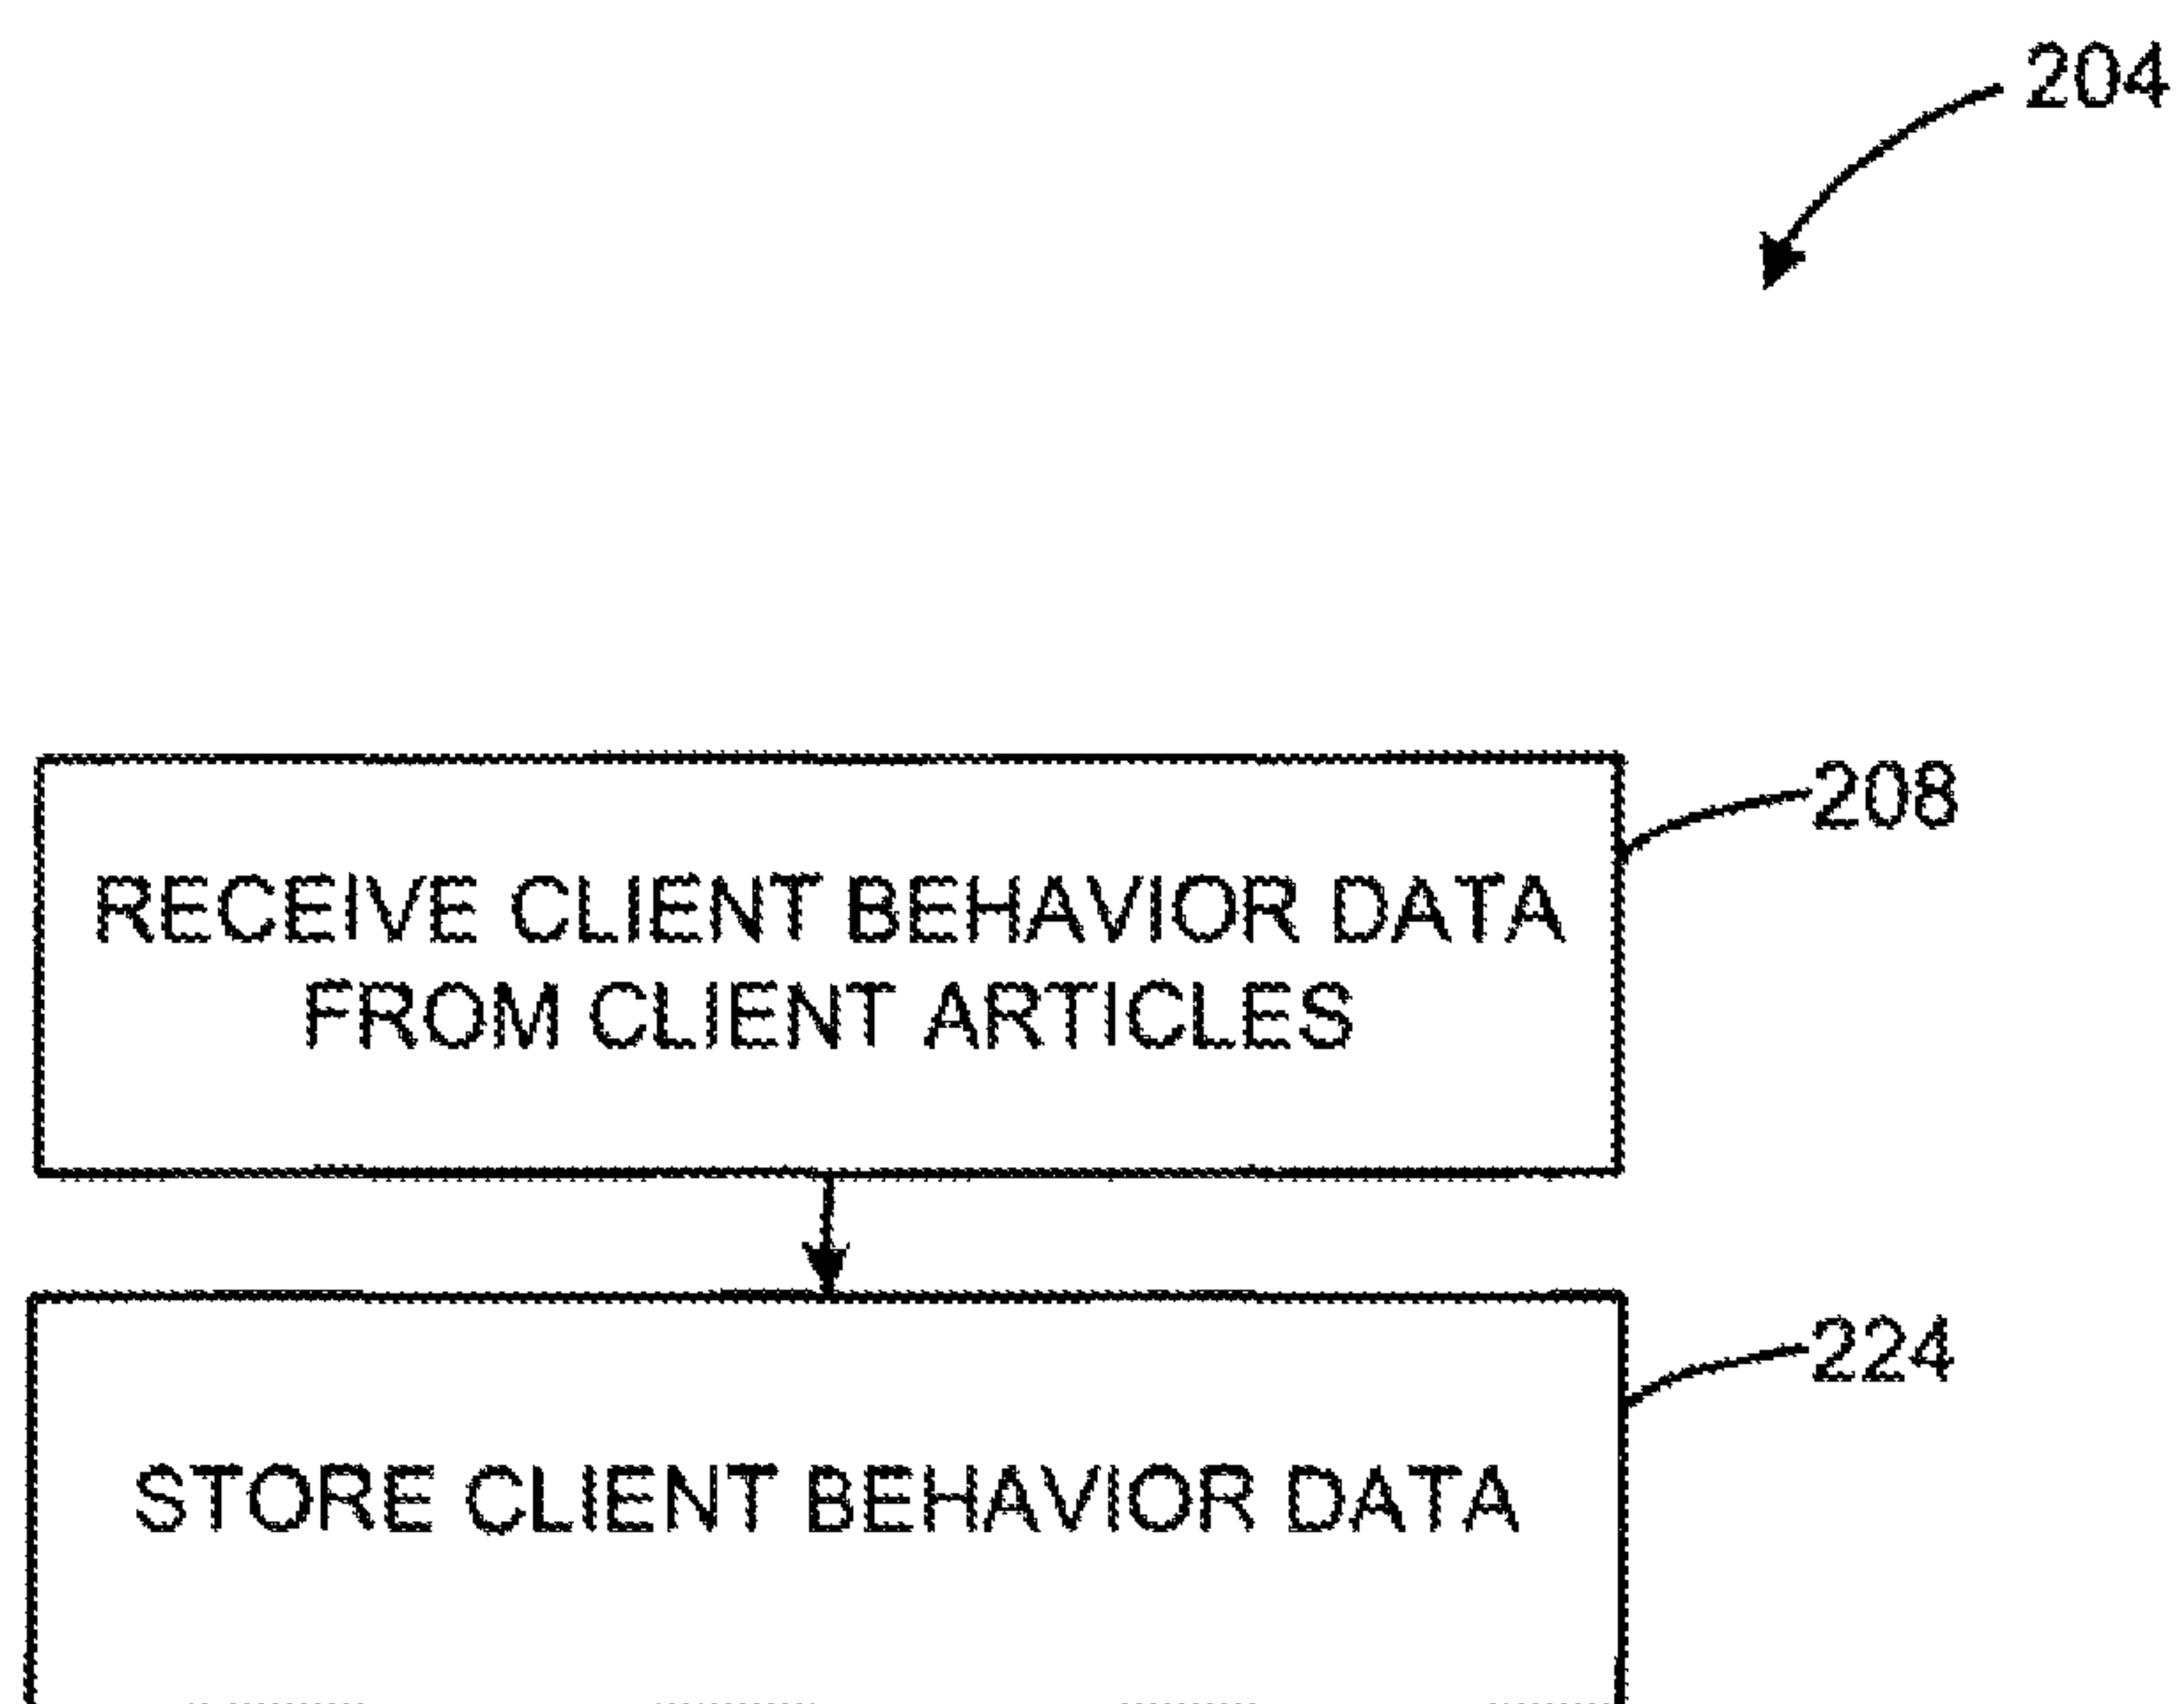 204
208
RECEIVE CLIENT BEHAVIOR DATA
FROM CLIENT ARTICLES
224
STORE CLIENT BEHAVIOR DATA